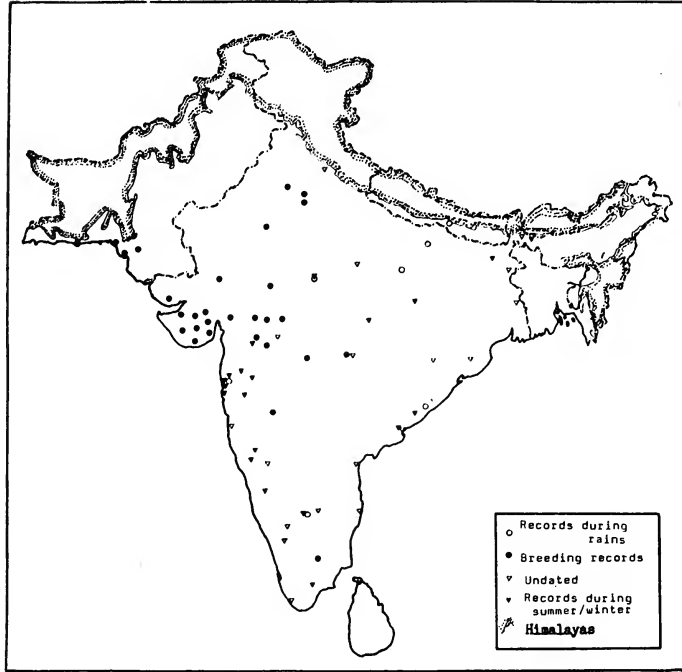 Records during
rains
Breeding records
Undated
Records during
summer/winter
Himalayas